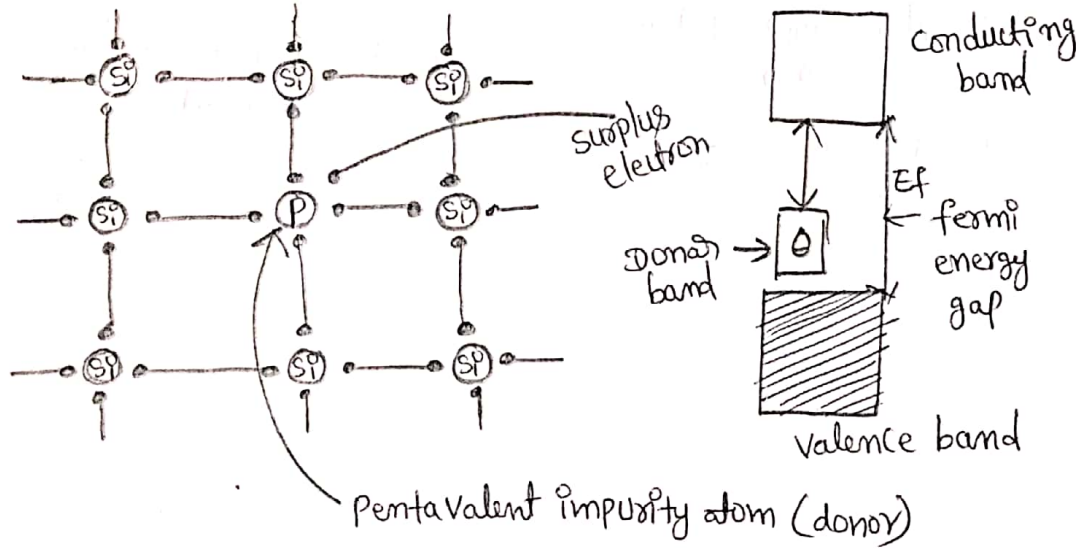 Si Si Si
Conducting
band
surplus
electron
Si P Si
Ef
fermi
energy
gap
Donar
band
Si Si Si
valence band
pentavalent impurity atom (donor)